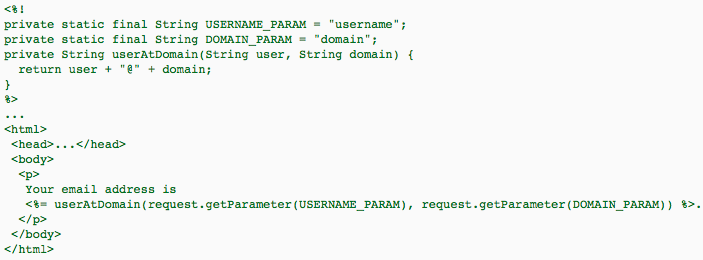 <%!
private static final String USERNAME_PARAM = "username";
private static final String DOMAIN_PARAM = "domain";
private String userAtDomain(String user, String domain) {
  return user + "@" + domain;
}
%>
...
<html>
 <head>...</head>
 <body>
  <p>
   Your email address is
   <%= userAtDomain(request.getParameter(USERNAME_PARAM), request.getParameter(DOMAIN_PARAM)) %>.
  </p>
 </body>
</html>